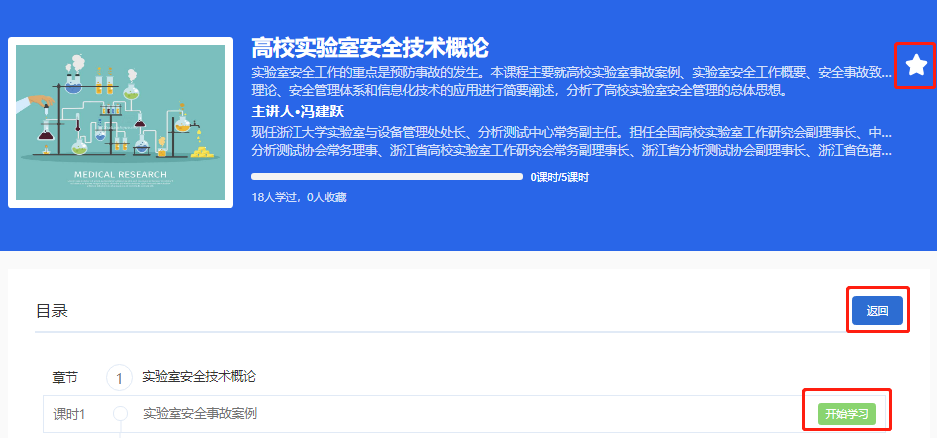 高校实验室安全技术概论
实验室安全工作的重点是预防事故的发生。本课程主要就高校实验室事故案例、实验室安全工作概要、安全事故致...
理论、安全管理体系和信息化技术的应用进行简要阐述，分析了高校实验室安全管理的总体思想。
主讲人•冯建跃
现任浙江大学实验室与设备管理处处长、分析测试中心常务副主任。担任全国高校实验室工作研究会副理事长、中...
分析测试协会常务理事、浙江省高校实验室工作研究会常务副理事长、浙江省分析测试协会副理事长、浙江省色谱...
0课时/5课时
18人学过，0人收藏
MEDICAL RESEARCH
目录
返回
章节 1 实验室安全技术概论
课时1 实验室安全事故案例 开始学习